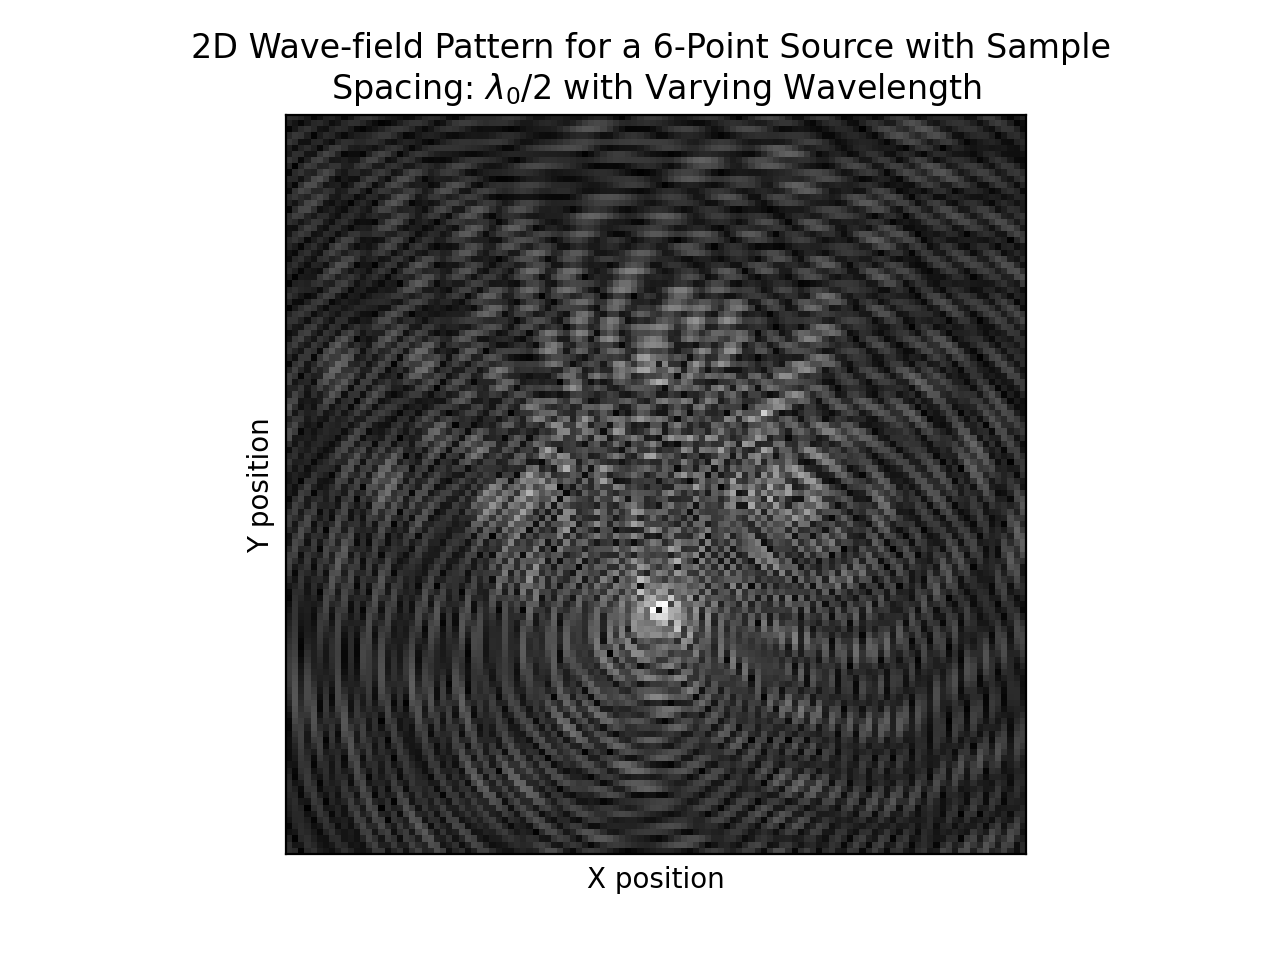 2D Wave-field Pattern for a 6-Point Source with Sample
Spacing: λ₀/2 with Varying Wavelength
Y position
X position